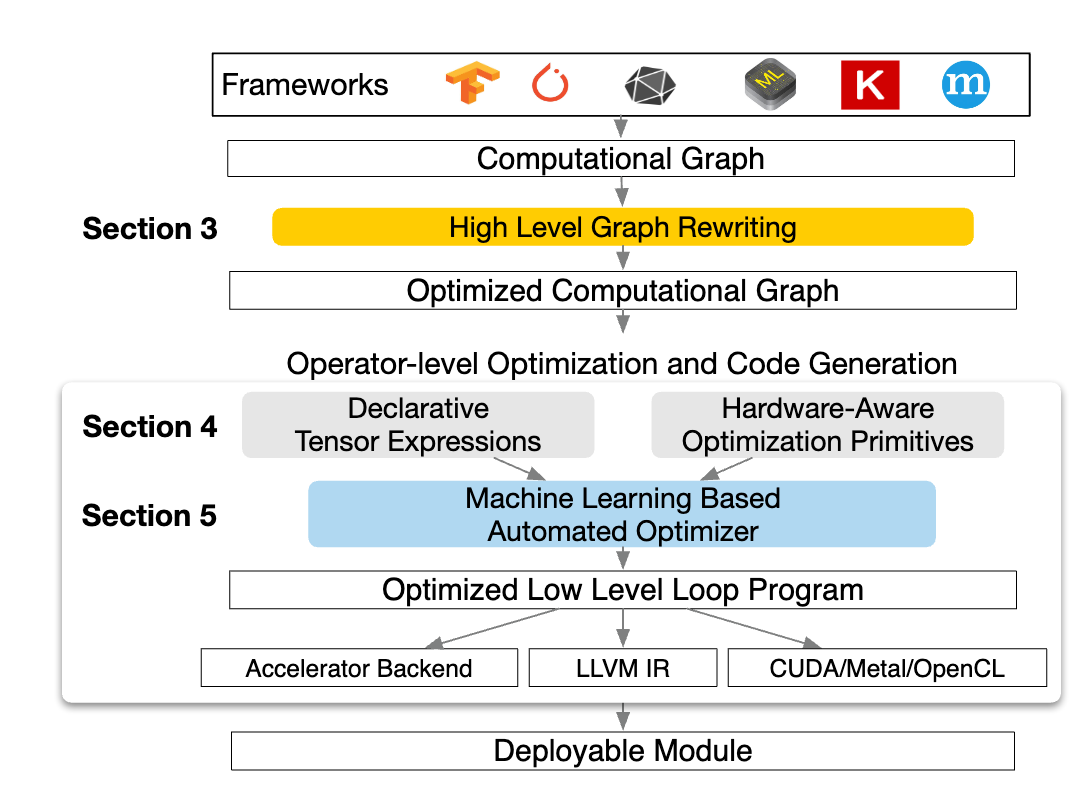 Frameworks
ML
K
m
Computational Graph
Section 3
High Level Graph Rewriting
Optimized Computational Graph
Operator-level Optimization and Code Generation
Section 4
Declarative
Tensor Expressions
Hardware-Aware
Optimization Primitives
Section 5
Machine Learning Based
Automated Optimizer
Optimized Low Level Loop Program
Accelerator Backend
LLVM IR
CUDA/Metal/OpenCL
Deployable Module